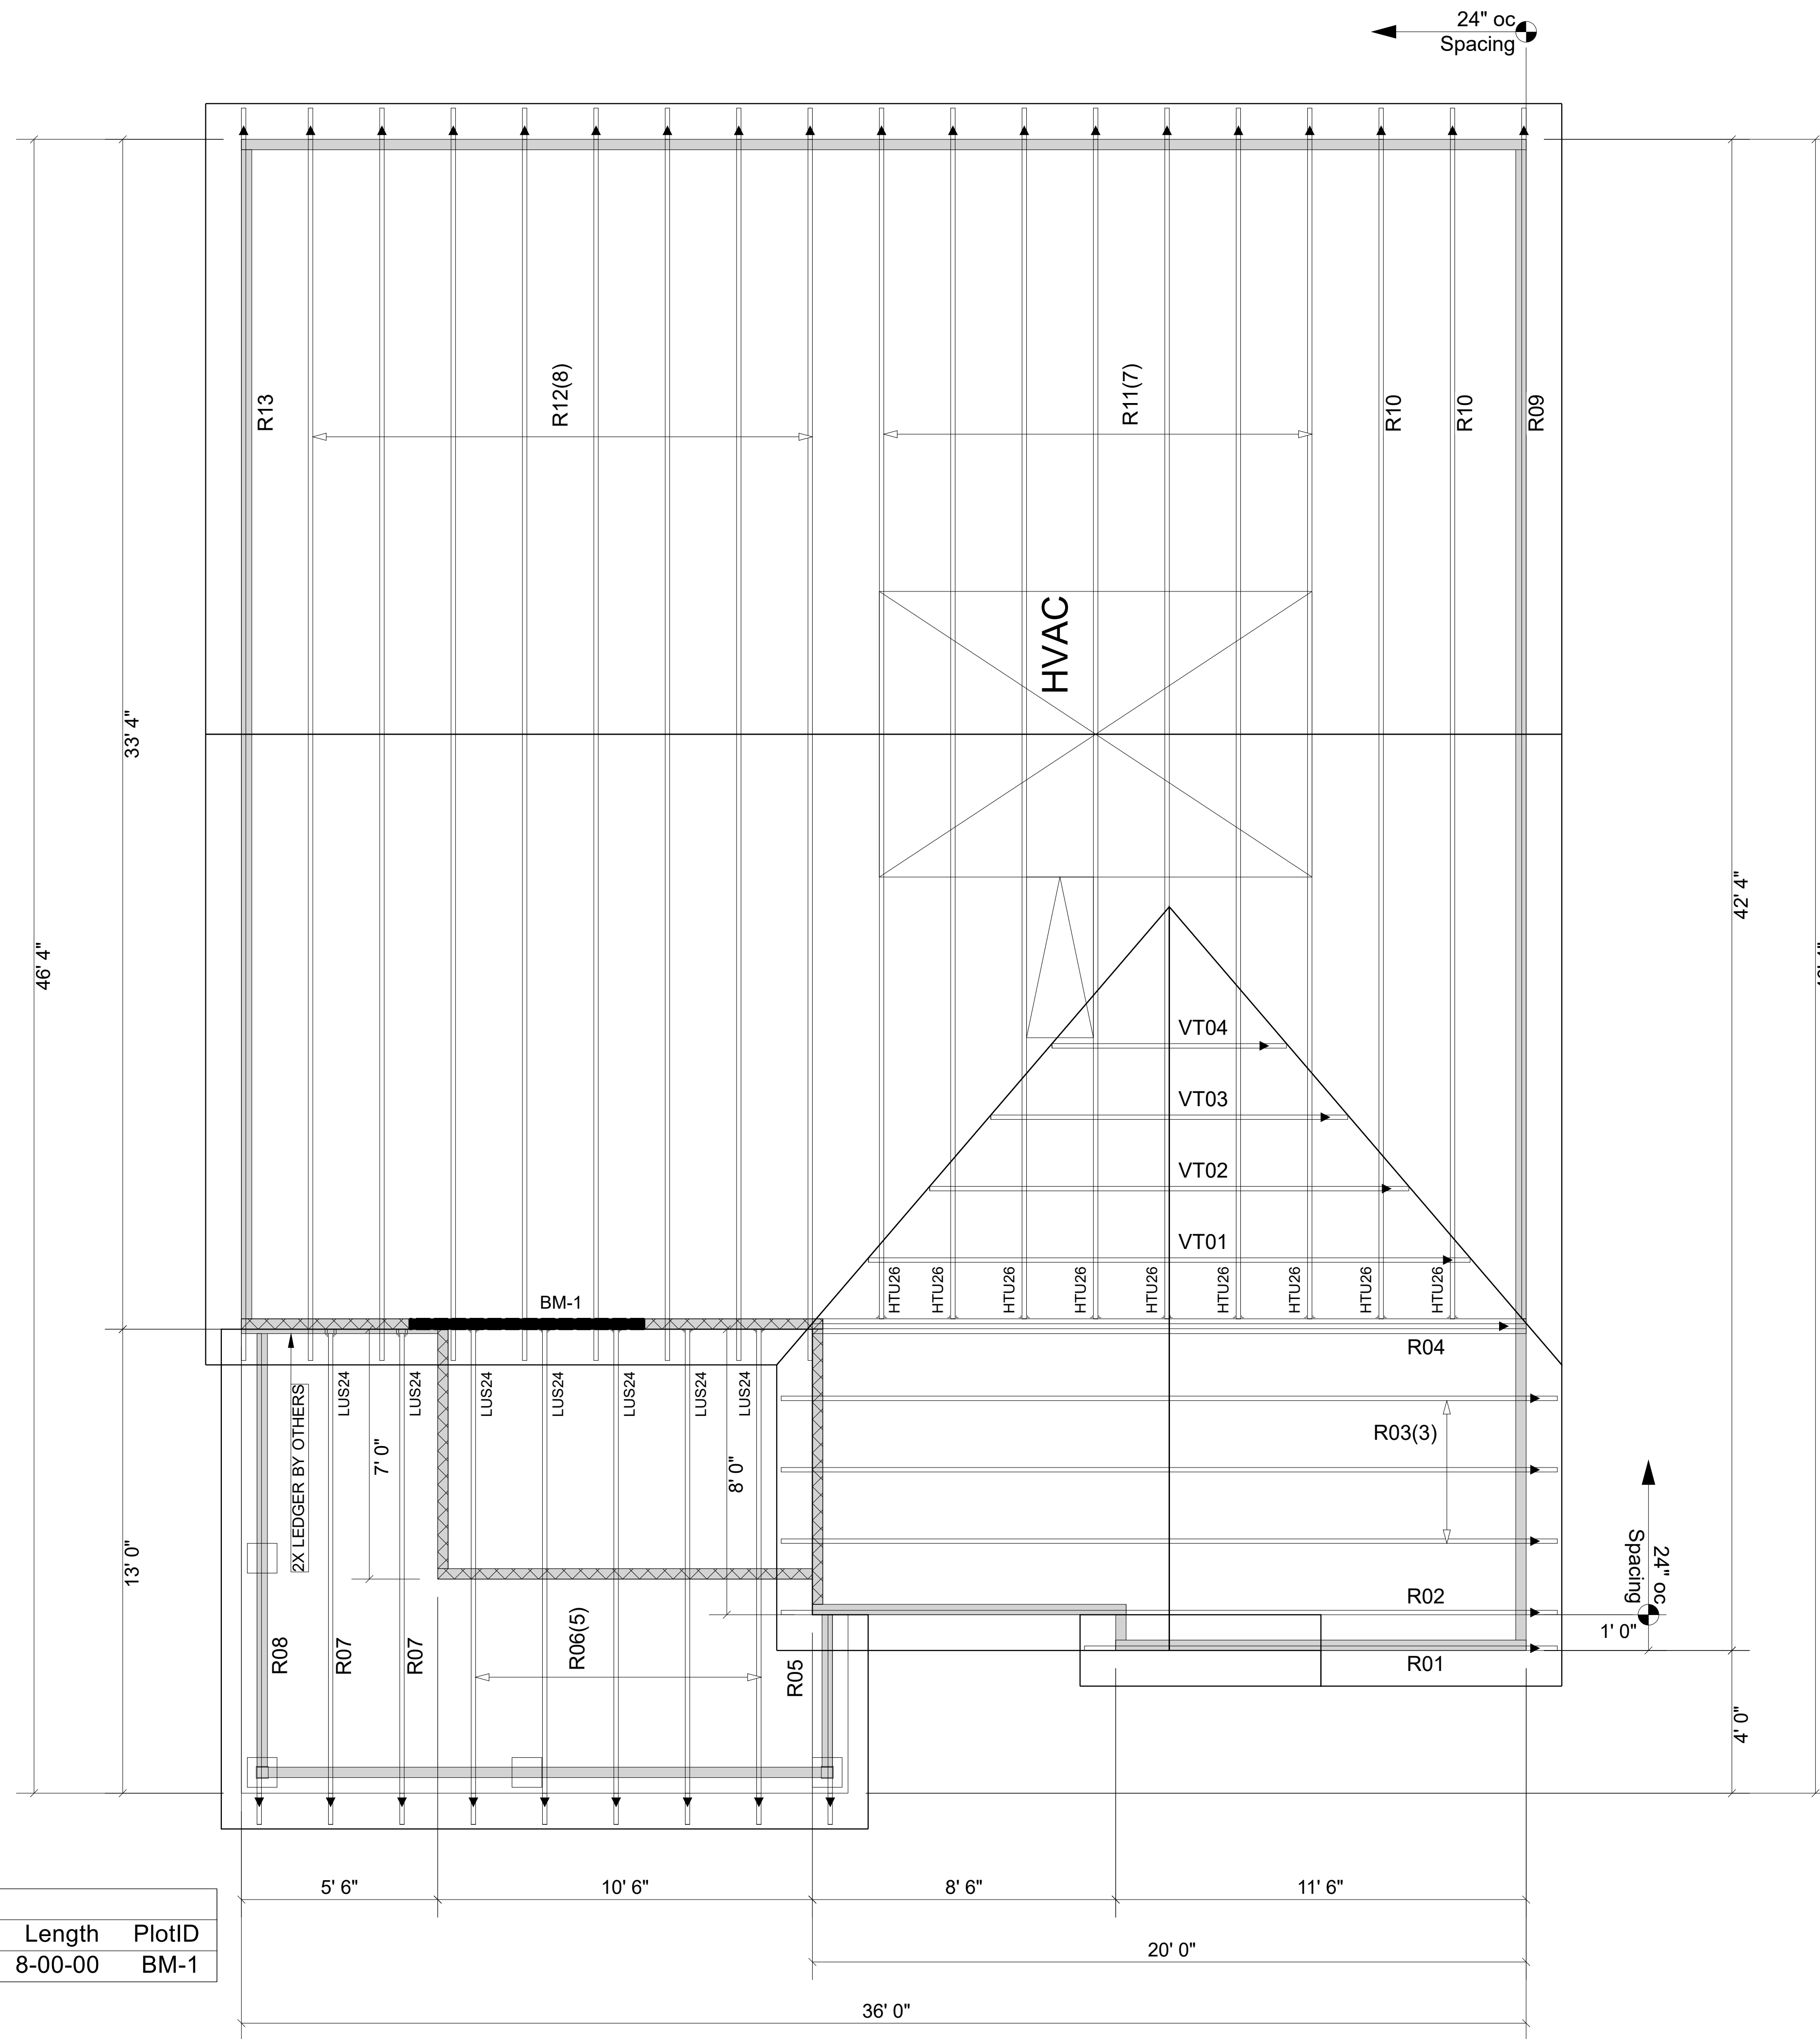 24" oc
Spacing
R13
R12(8)
R11(7)
R10
R10
R09
HVAC
33' 4"
46' 4"
42' 4"
VT04
VT03
VT02
VT01
HTU26
HTU26
HTU26
HTU26
HTU26
HTU26
HTU26
HTU26
HTU26
BM-1
R04
LUS24
LUS24
LUS24
LUS24
LUS24
LUS24
LUS24
2X LEDGER BY OTHERS
7' 0"
8' 0"
R03(3)
13' 0"
24" oc
Spacing
R02
1' 0"
R01
R08
R07
R07
R06(5)
R05
4' 0"
5' 6"
10' 6"
8' 6"
11' 6"
20' 0"
36' 0"
Length PlotID
8-00-00 BM-1